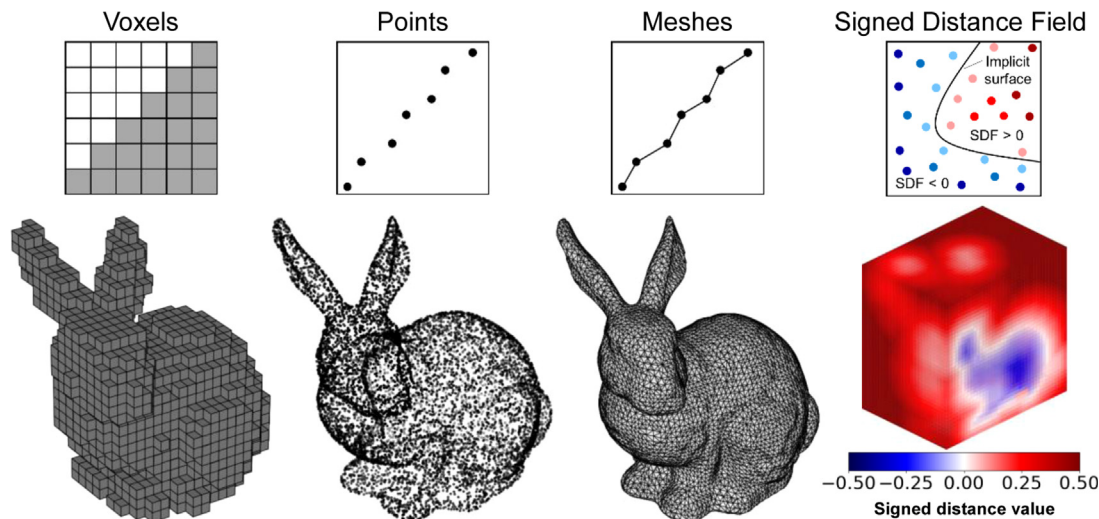 Voxels
Points
Meshes
Signed Distance Field
Implicit
surface
SDF > 0
SDF < 0
−0.50
−0.25
0.00
0.25
0.50
Signed distance value